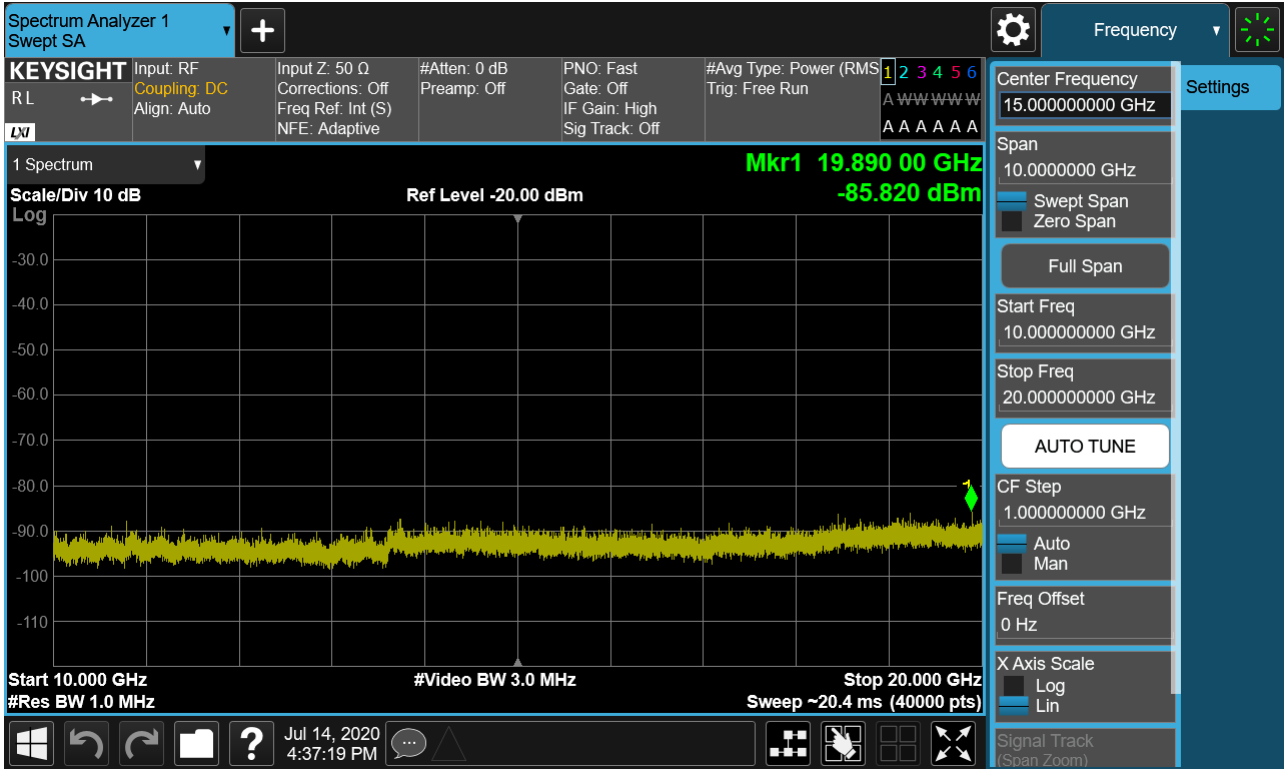 Spectrum Analyzer 1
Swept SA
+
Frequency
KEYSIGHT
R L
LXI
Input: RF
Coupling: DC
Align: Auto
Input Z: 50 Ω
Corrections: Off
Freq Ref: Int (S)
NFE: Adaptive
#Atten: 0 dB
Preamp: Off
PNO: Fast
Gate: Off
IF Gain: High
Sig Track: Off
#Avg Type: Power (RMS
Trig: Free Run
1 2 3 4 5 6
A W W W W W
A A A A A A
1 Spectrum
Scale/Div 10 dB
Log
Ref Level -20.00 dBm
Mkr1 19.890 00 GHz
-85.820 dBm
-30.0
-40.0
-50.0
-60.0
-70.0
-80.0
-90.0
-100
-110
1
Start 10.000 GHz
#Res BW 1.0 MHz
#Video BW 3.0 MHz
Stop 20.000 GHz
Sweep ~20.4 ms (40000 pts)
Center Frequency
15.000000000 GHz
Span
10.0000000 GHz
Swept Span
Zero Span
Full Span
Start Freq
10.000000000 GHz
Stop Freq
20.000000000 GHz
AUTO TUNE
CF Step
1.000000000 GHz
Auto
Man
Freq Offset
0 Hz
X Axis Scale
Log
Lin
Signal Track
(Span Zoom)
Settings
?
Jul 14, 2020
4:37:19 PM